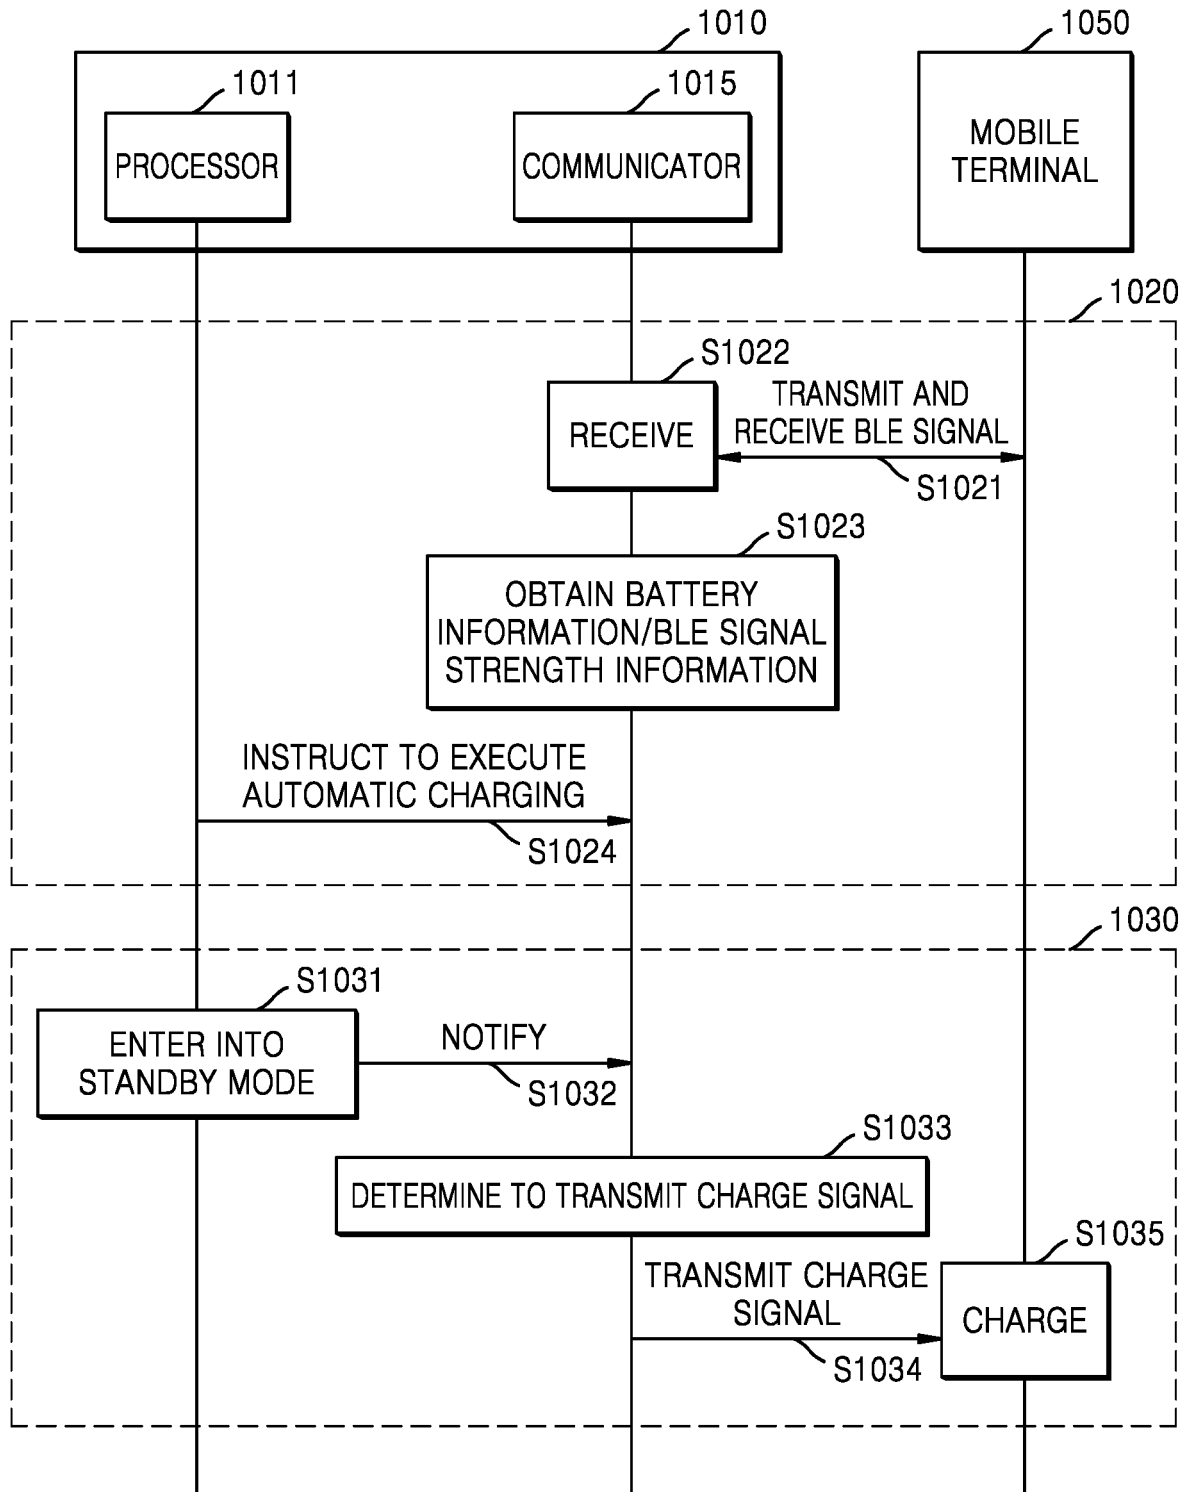 1010
1050
1011
1015
PROCESSOR
COMMUNICATOR
MOBILE
TERMINAL
1020
S1022
RECEIVE
TRANSMIT AND
RECEIVE BLE SIGNAL
S1021
S1023
OBTAIN BATTERY
INFORMATION/BLE SIGNAL
STRENGTH INFORMATION
INSTRUCT TO EXECUTE
AUTOMATIC CHARGING
S1024
1030
S1031
ENTER INTO
STANDBY MODE
NOTIFY
S1032
S1033
DETERMINE TO TRANSMIT CHARGE SIGNAL
S1035
TRANSMIT CHARGE
SIGNAL
CHARGE
S1034